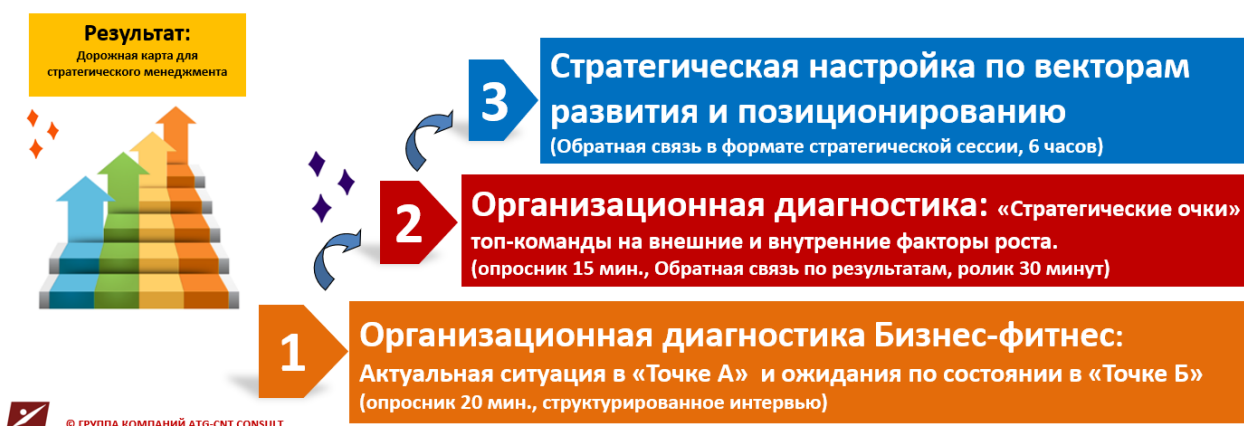 Результат:
Дорожная карта для
стратегического менеджмента
3
Стратегическая настройка по векторам
развития и позиционированию
(Обратная связь в формате стратегической сессии, 6 часов)
2
Организационная диагностика: «Стратегические очки»
топ-команды на внешние и внутренние факторы роста.
(опросник 15 мин., Обратная связь по результатам, ролик 30 минут)
1
Организационная диагностика Бизнес-фитнес:
Актуальная ситуация в «Точке А» и ожидания по состоянии в «Точке Б»
(опросник 20 мин., структурированное интервью)
© ГРУППА КОМПАНИЙ ATG-CNT CONSULT